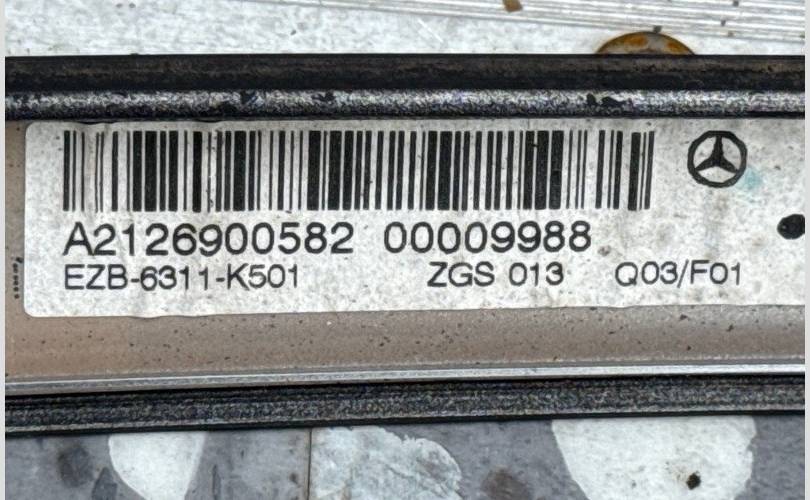 A2126900582 00009988
EZB-6311-K501 ZGS 013 Q03/F01